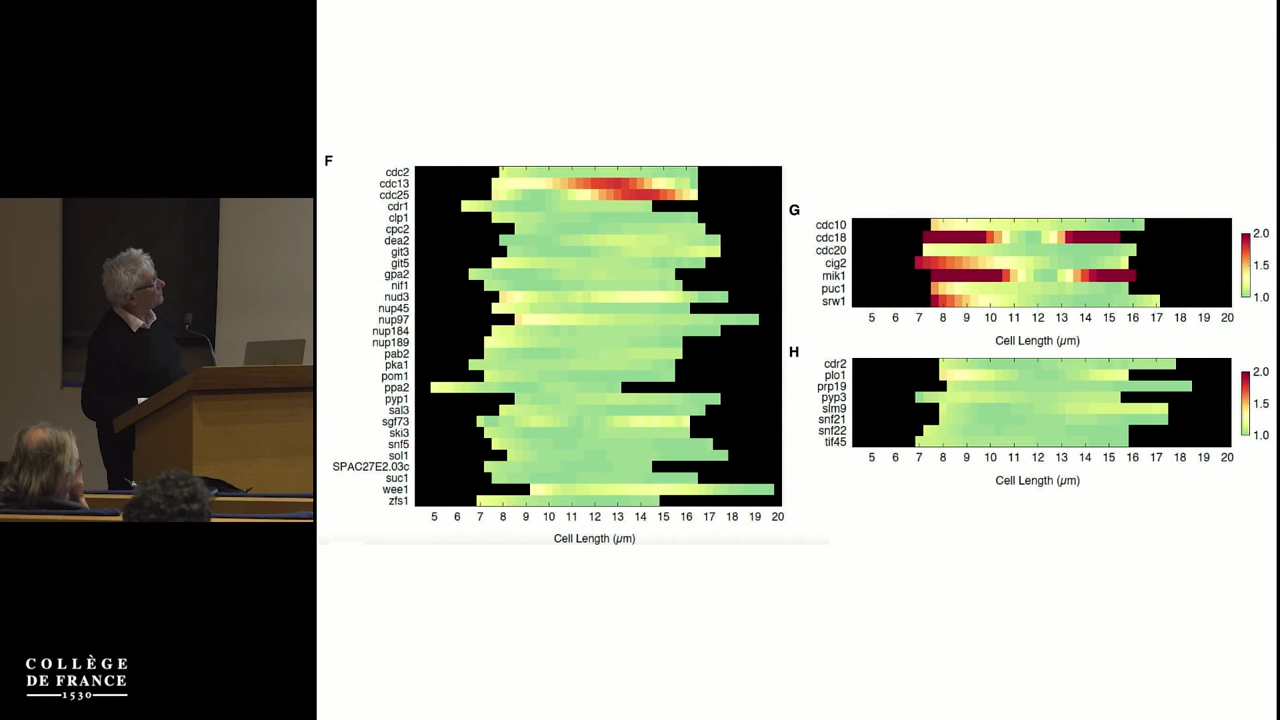 F
cdc2
cdc13
cdc25
cdr1
clp1
cpc2
dea2
git3
git5
gpa2
nif1
nud3
nup45
nup97
nup184
nup189
pab2
pka1
pom1
ppa2
pyp1
sal3
sgf73
ski3
snf5
sol1
SPAC27E2.03c
suc1
wee1
zfs1
5 6 7 8 9 10 11 12 13 14 15 16 17 18 19 20
Cell Length (µm)
G
cdc10
cdc18
cdc20
cig2
mik1
puc1
srw1
5 6 7 8 9 10 11 12 13 14 15 16 17 18 19 20
Cell Length (µm)
2.0
1.5
1.0
H
cdr2
plo1
prp19
pyp3
slm9
snf21
snf22
tif45
5 6 7 8 9 10 11 12 13 14 15 16 17 18 19 20
Cell Length (µm)
2.0
1.5
1.0
COLLÈGE
DE FRANCE
1530